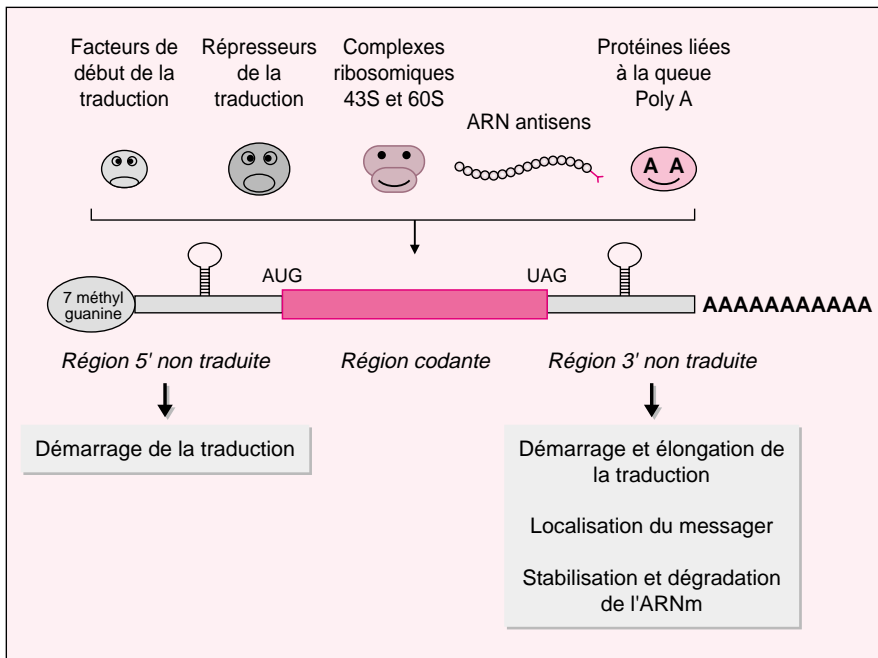 Facteurs de
début de la
traduction
Répresseurs
de la
traduction
Complexes
ribosomiques
43S et 60S
ARN antisens
Protéines liées
à la queue
Poly A
A A
7 méthyl
guanine
AUG
UAG
AAAAAAAAAAA
Région 5' non traduite
Région codante
Région 3' non traduite
Démarrage de la traduction
Démarrage et élongation de
la traduction
Localisation du messager
Stabilisation et dégradation
de l'ARNm